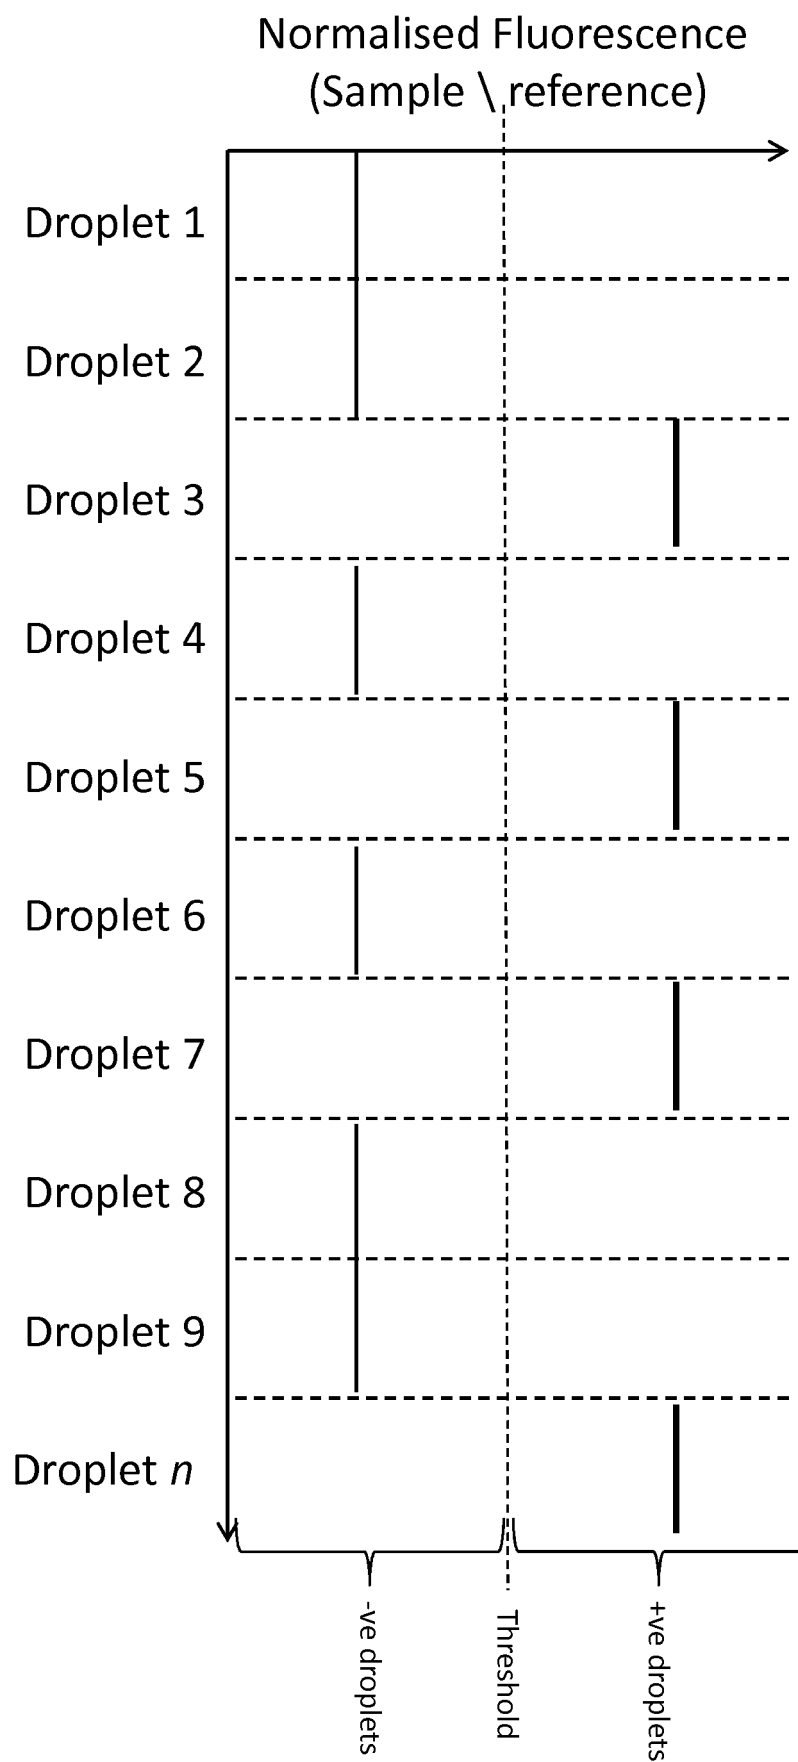 Normalised Fluorescence
(Sample \ reference)
Droplet 1
Droplet 2
Droplet 3
Droplet 4
Droplet 5
Droplet 6
Droplet 7
Droplet 8
Droplet 9
Droplet n
-ve droplets
Threshold
+ve droplets